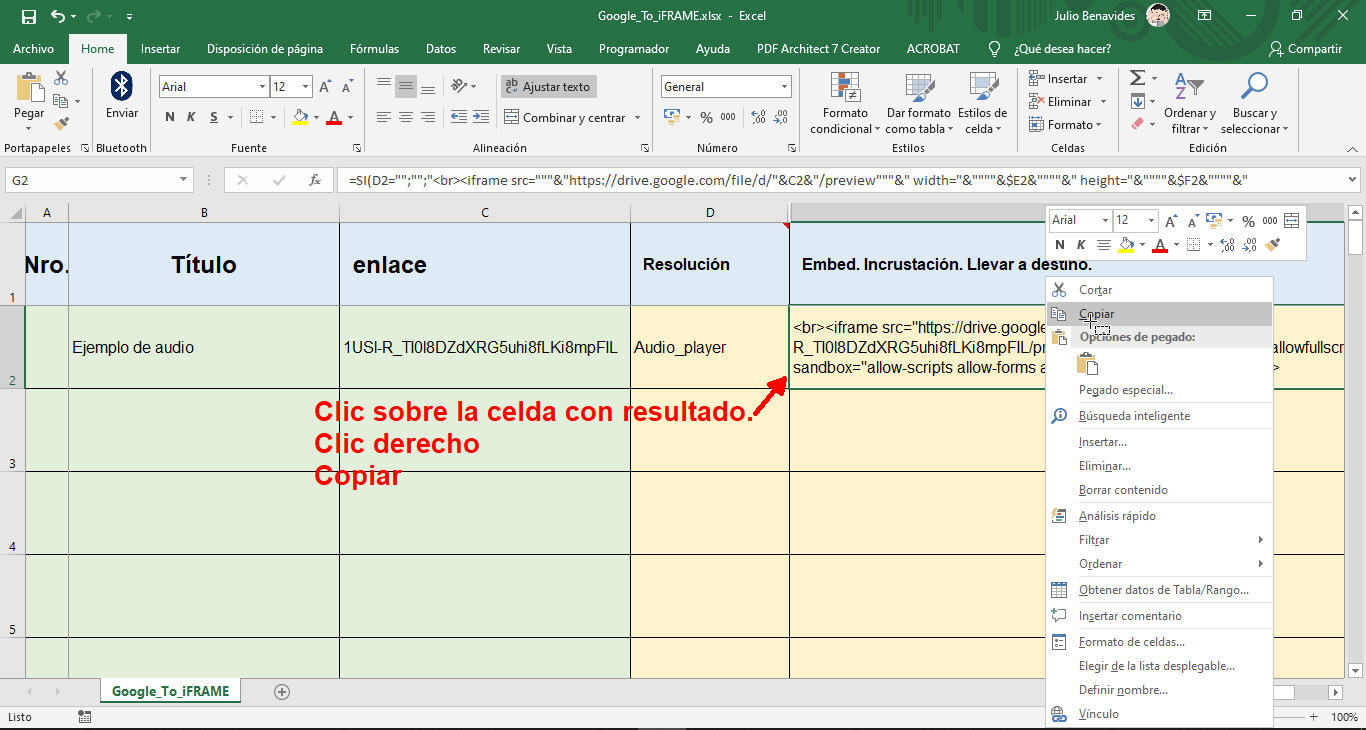 Google_To_iFRAME.xlsx - Excel
Julio Benavides
Archivo Home Insertar Disposición de página Fórmulas Datos Revisar Vista Programador Ayuda PDF Architect 7 Creator ACROBAT ¿Qué desea hacer? Compartir
Pegar
Portapapeles
Enviar
Bluetooth
Arial 12
N K S
Fuente
Ajustar texto
Combinar y centrar
Alineación
General
% 000
Número
Formato condicional
Dar formato como tabla
Estilos de celda
Estilos
Insertar
Eliminar
Formato
Celdas
Ordenar y filtrar
Buscar y seleccionar
Edición
G2
fx
=SI(D2="";"";"<br><iframe src="""&"https://drive.google.com/file/d/"&C2&"/preview"""&" width="&""""&$E2&""""&" height="&""""&$F2&""""&"
A B C D
1 Nro. Título enlace Resolución Embed. Incrustación. Llevar a destino.
2 Ejemplo de audio 1USI-R_Tl0l8DZdXRG5uhi8fLKi8mpFlL Audio_player
<br><iframe src="https://drive.google
R_Tl0l8DZdXRG5uhi8fLKi8mpFlL/pr allowfullscr
sandbox="allow-scripts allow-forms a >
Clic sobre la celda con resultado.
Clic derecho
Copiar
3
4
5
Arial 12 % 000
N K A
Cortar
Copiar
Opciones de pegado:
Pegado especial...
Búsqueda inteligente
Insertar...
Eliminar...
Borrar contenido
Análisis rápido
Filtrar
Ordenar
Obtener datos de Tabla/Rango...
Insertar comentario
Formato de celdas...
Elegir de la lista desplegable...
Definir nombre...
Vínculo
Google_To_iFRAME
Listo
100%